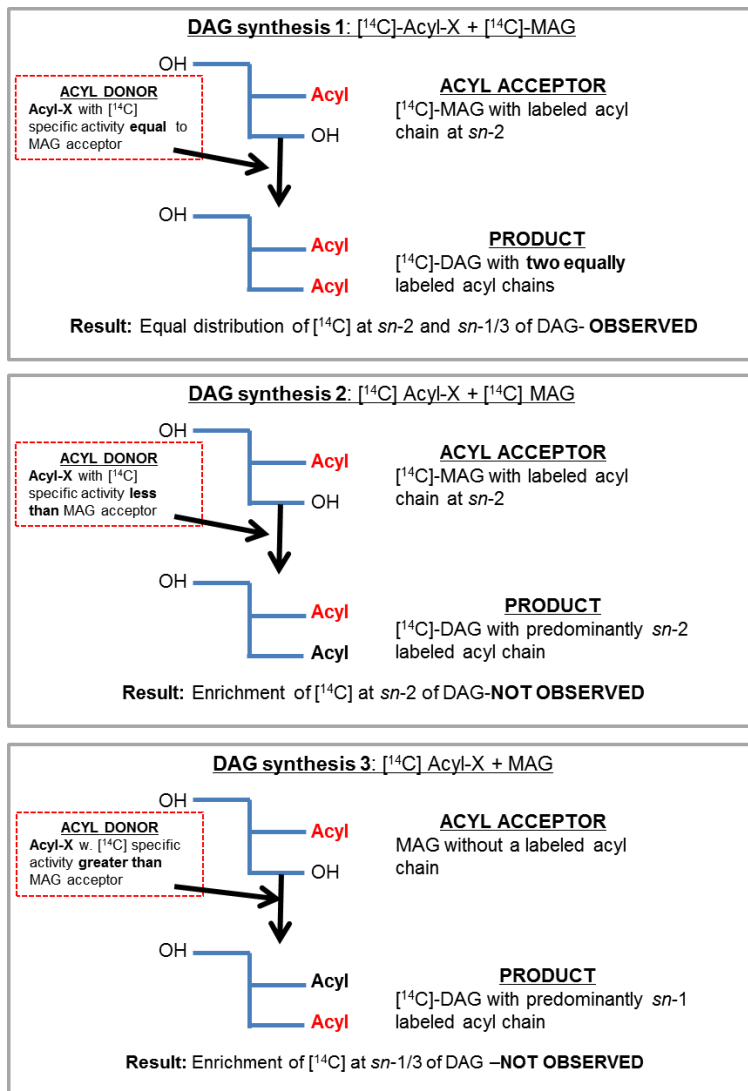 DAG synthesis 1: [¹⁴C]-Acyl-X + [¹⁴C]-MAG
OH
ACYL DONOR
Acyl-X with [¹⁴C]
specific activity equal to
MAG acceptor
Acyl
OH
ACYL ACCEPTOR
[¹⁴C]-MAG with labeled acyl
chain at sn-2
OH
Acyl
Acyl
PRODUCT
[¹⁴C]-DAG with two equally
labeled acyl chains
Result: Equal distribution of [¹⁴C] at sn-2 and sn-1/3 of DAG- OBSERVED
DAG synthesis 2: [¹⁴C] Acyl-X + [¹⁴C] MAG
OH
ACYL DONOR
Acyl-X with [¹⁴C]
specific activity less
than MAG acceptor
Acyl
OH
ACYL ACCEPTOR
[¹⁴C]-MAG with labeled acyl
chain at sn-2
OH
Acyl
Acyl
PRODUCT
[¹⁴C]-DAG with predominantly sn-2
labeled acyl chain
Result: Enrichment of [¹⁴C] at sn-2 of DAG-NOT OBSERVED
DAG synthesis 3: [¹⁴C] Acyl-X + MAG
OH
ACYL DONOR
Acyl-X w. [¹⁴C] specific
activity greater than
MAG acceptor
Acyl
OH
ACYL ACCEPTOR
MAG without a labeled acyl
chain
OH
Acyl
Acyl
PRODUCT
[¹⁴C]-DAG with predominantly sn-1
labeled acyl chain
Result: Enrichment of [¹⁴C] at sn-1/3 of DAG –NOT OBSERVED